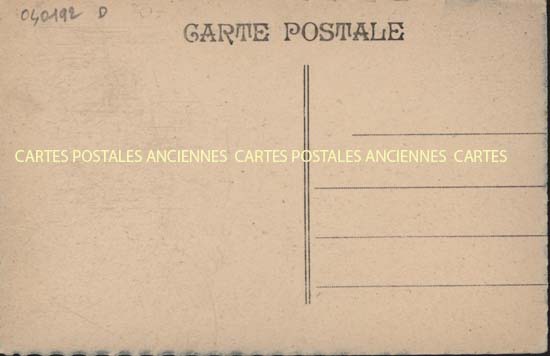 040192 D
CARTE POSTALE
CARTES POSTALES ANCIENNES CARTES POSTALES ANCIENNES CARTES